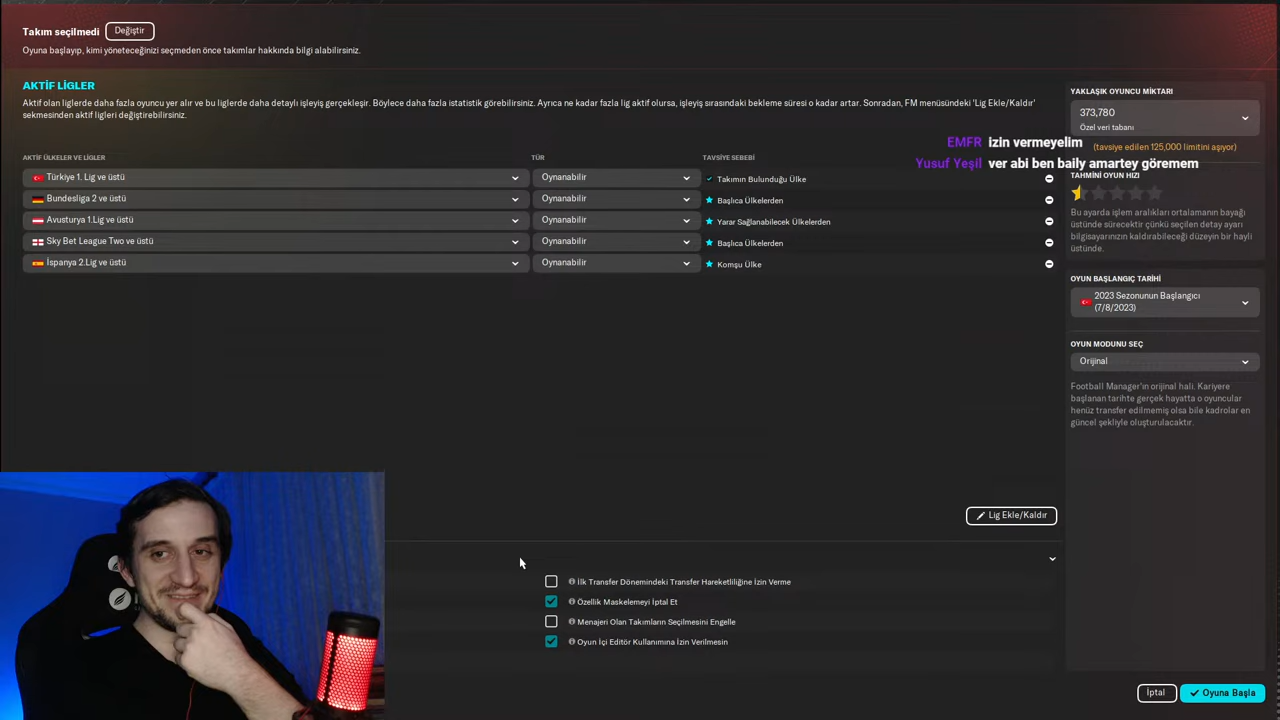 Takım seçilmedi
Değiştir
Oyuna başlayıp, kimi yöneteceğinizi seçmeden önce takımlar hakkında bilgi alabilirsiniz.
AKTİF LİGLER
Aktif olan liglerde daha fazla oyuncu yer alır ve bu liglerde daha detaylı işleyiş gerçekleşir. Böylece daha fazla istatistik görebilirsiniz. Ayrıca ne kadar fazla lig aktif olursa, işleyiş sırasındaki bekleme süresi o kadar artar. Sonradan, FM menüsündeki 'Lig Ekle/Kaldır'
sekmesinden aktif ligleri değiştirebilirsiniz.
AKTİF ÜLKELER VE LİGLER
TÜR
TAVSİYE SEBEBİ
Türkiye 1. Lig ve üstü
Oynanabilir
Takımın Bulunduğu Ülke
Bundesliga 2 ve üstü
Oynanabilir
Başlıca Ülkelerden
Avusturya 1.Lig ve üstü
Oynanabilir
Yarar Sağlanabilecek Ülkelerden
Sky Bet League Two ve üstü
Oynanabilir
Başlıca Ülkelerden
İspanya 2.Lig ve üstü
Oynanabilir
Komşu Ülke
Lig Ekle/Kaldır
İlk Transfer Dönemindeki Transfer Hareketliliğine İzin Verme
Özellik Maskelemeyi İptal Et
Menajeri Olan Takımların Seçilmesini Engelle
Oyun İçi Editör Kullanımına İzin Verilmesin
YAKLAŞIK OYUNCU MİKTARI
373,780
Özel veri tabanı
EMFR izin vermeyelim
(tavsiye edilen 125,000 limitini aşıyor)
Yusuf Yeşil ver abi ben baily amartey göremem
TAHMİNİ OYUN HIZI
Bu ayarda işlem aralıkları ortalamanın bayağı
üstünde sürecektir çünkü seçilen detay ayarı
bilgisayarınızın kaldırabileceği düzeyin bir hayli
üstünde.
OYUN BAŞLANGIÇ TARİHİ
2023 Sezonunun Başlangıcı
(7/8/2023)
OYUN MODUNU SEÇ
Orijinal
Football Manager'ın orijinal hali. Kariyere
başlanan tarihte gerçek hayatta o oyuncular
henüz transfer edilmemiş olsa bile kadrolar en
güncel şekliyle oluşturulacaktır.
İptal
Oyuna Başla